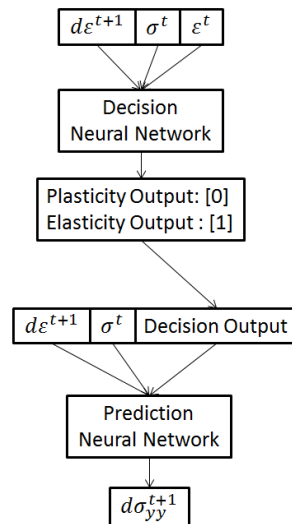 dε^{t+1} σ^t ε^t
Decision
Neural Network
Plasticity Output: [0]
Elasticity Output : [1]
dε^{t+1} σ^t Decision Output
Prediction
Neural Network
dσ_{yy}^{t+1}